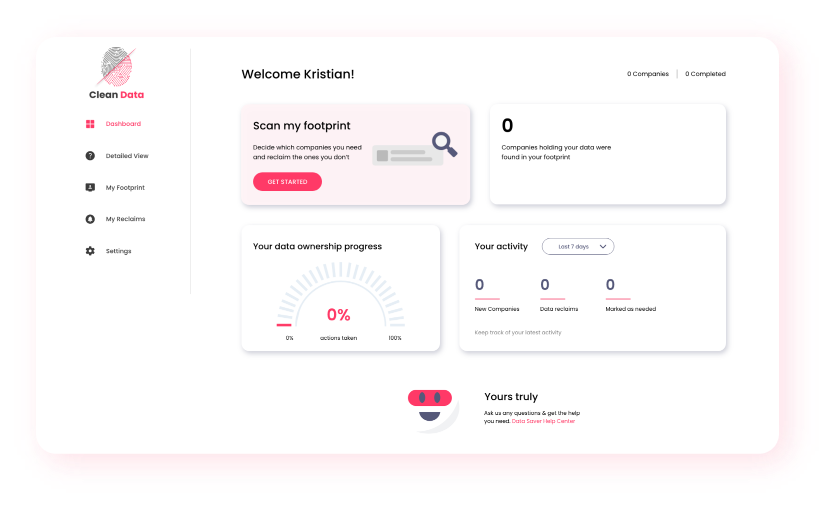 Clean Data
Dashboard
Detailed View
My Footprint
My Reclaims
Settings
Welcome Kristian!
0 Companies
0 Completed
Scan my footprint
Decide which companies you need
and reclaim the ones you don't
GET STARTED
0
Companies holding your data were
found in your footprint
Your data ownership progress
0%
0%
actions taken
100%
Your activity
Last 7 days
0
0
0
New Companies
Data reclaims
Marked as needed
Keep track of your latest activity
Yours truly
Ask us any questions & get the help
you need. Data Saver Help Center